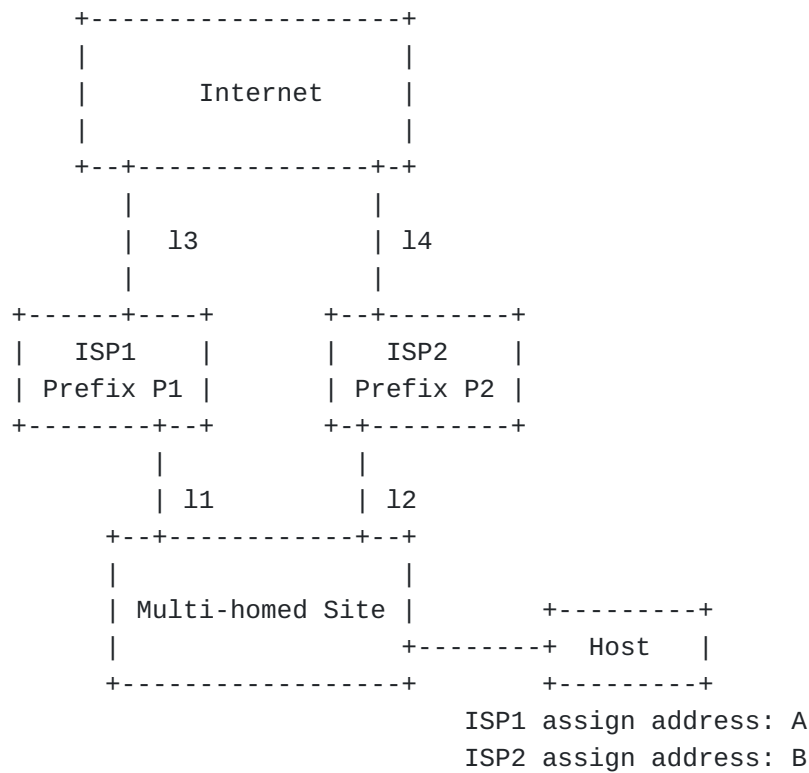 Internet
l3 l4
ISP1 ISP2
Prefix P1 Prefix P2
l1 l2
Multi-homed Site
Host
ISP1 assign address: A
ISP2 assign address: B